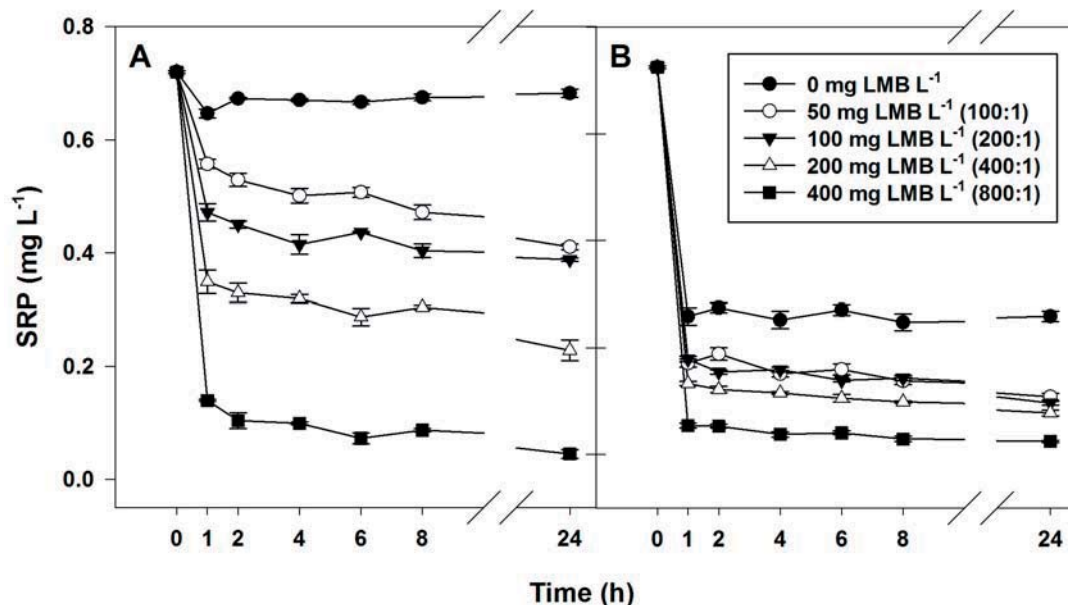 A
B
0.8
0.6
0.4
0.2
0.0
SRP (mg L⁻¹)
0 mg LMB L⁻¹
50 mg LMB L⁻¹ (100:1)
100 mg LMB L⁻¹ (200:1)
200 mg LMB L⁻¹ (400:1)
400 mg LMB L⁻¹ (800:1)
0 1 2 4 6 8 24
0 1 2 4 6 8 24
Time (h)